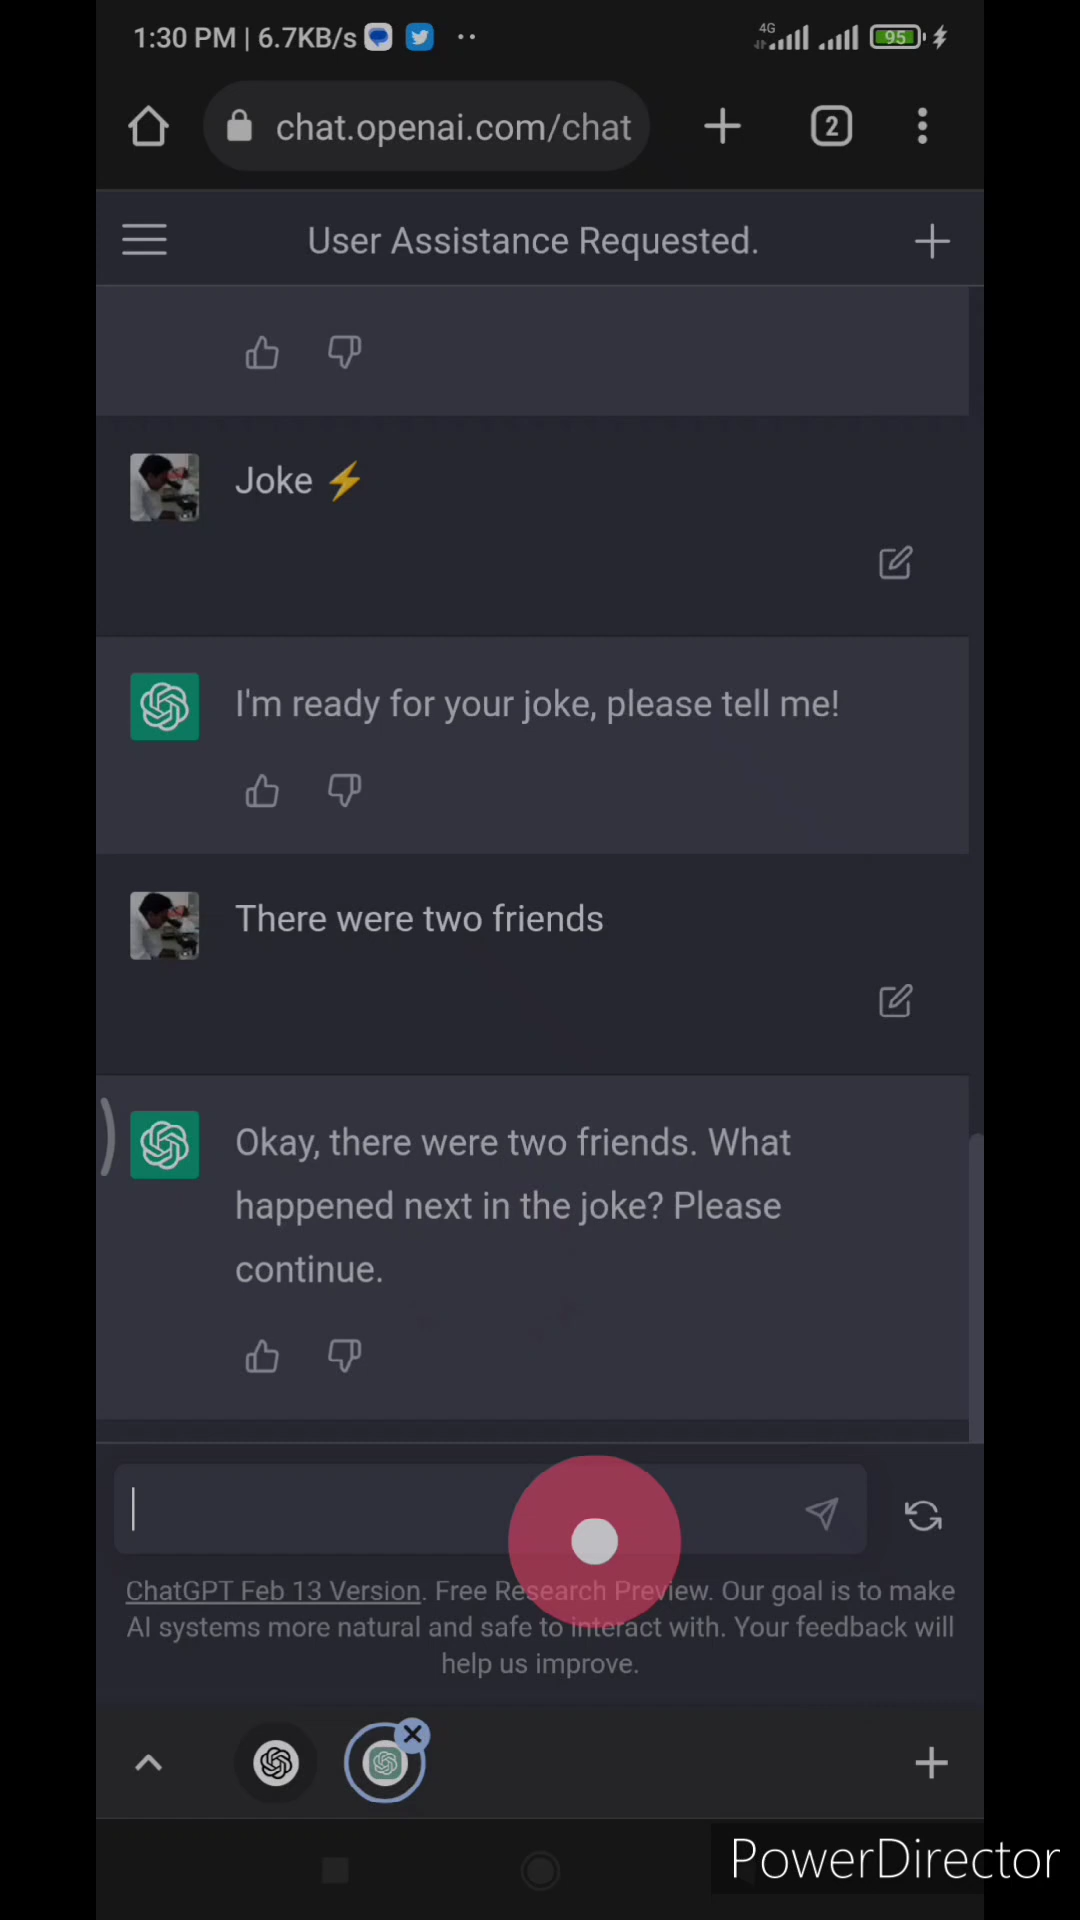 1:30 PM | 6.7KB/s
4G
95
chat.openai.com/chat
2
User Assistance Requested.
Joke ⚡
I'm ready for your joke, please tell me!
There were two friends
Okay, there were two friends. What
happened next in the joke? Please
continue.
ChatGPT Feb 13 Version. Free Research Preview. Our goal is to make
AI systems more natural and safe to interact with. Your feedback will
help us improve.
PowerDirector